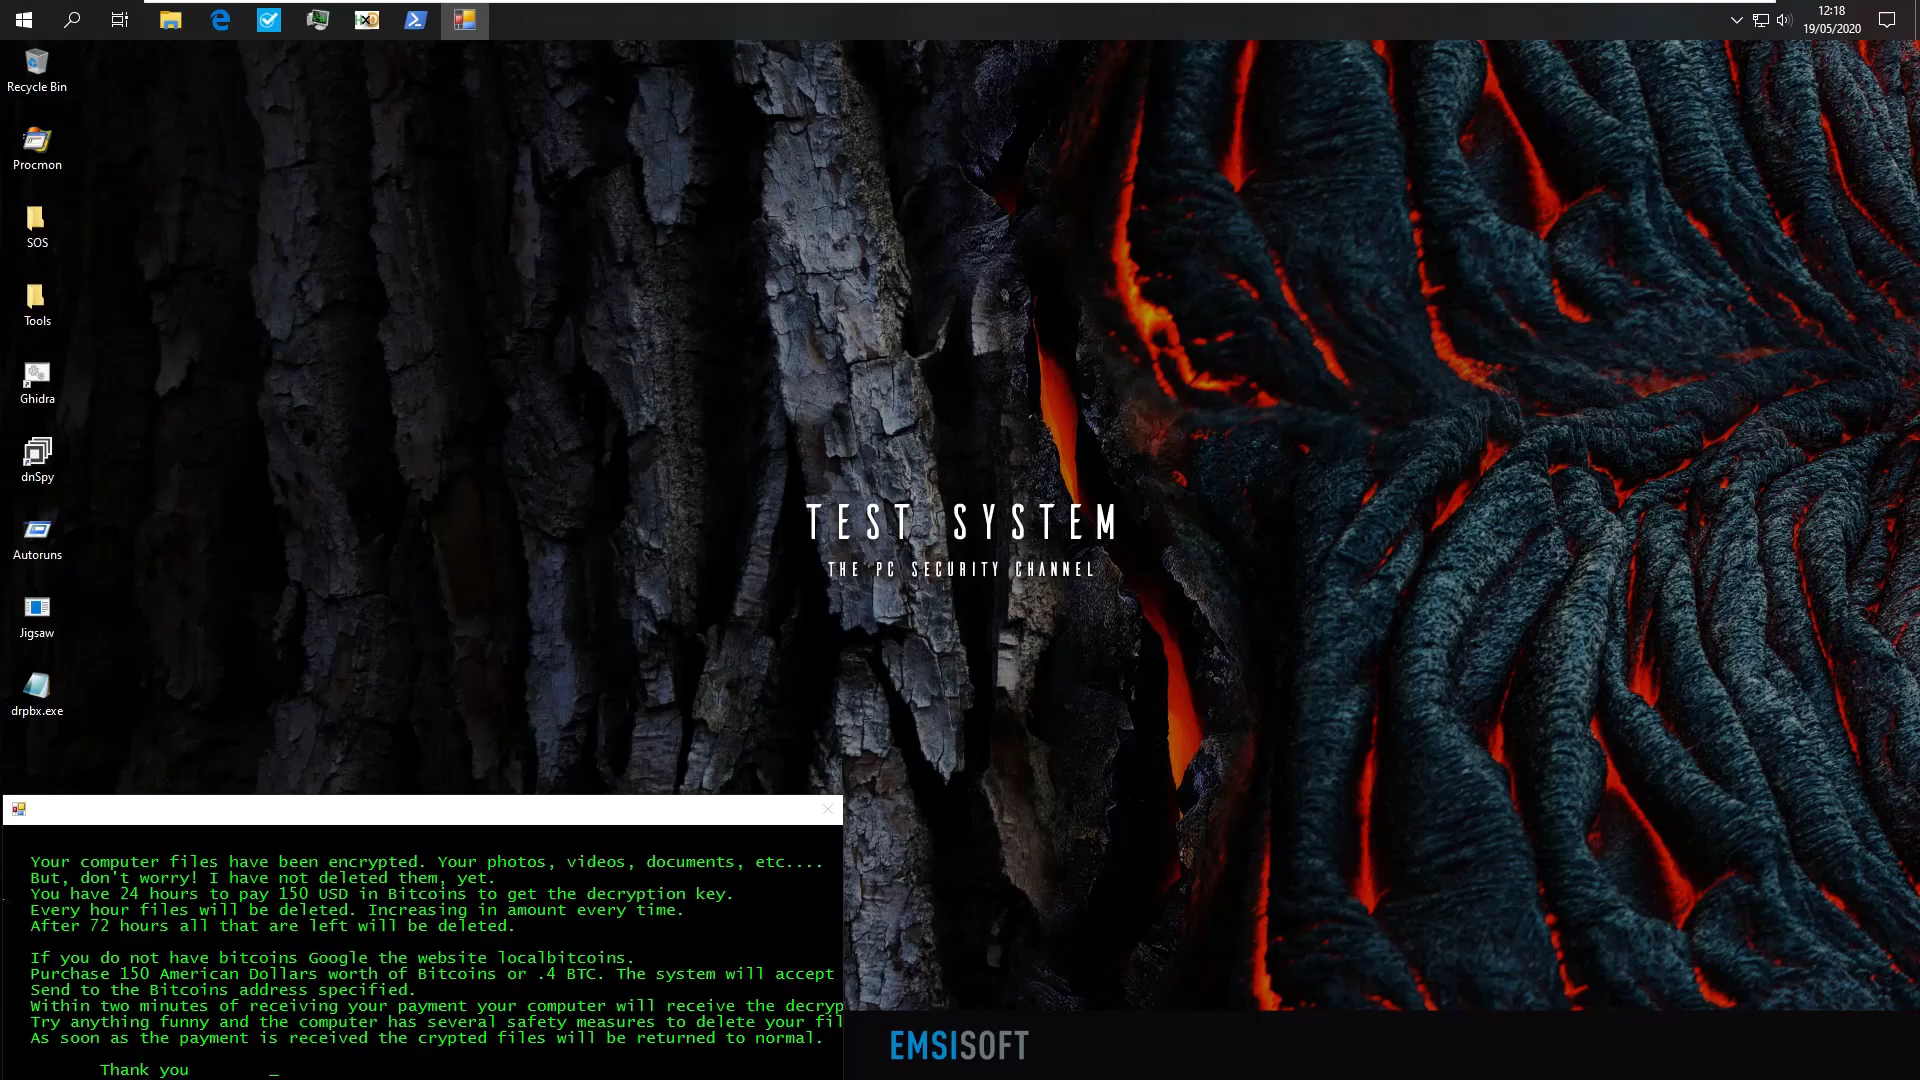 12:18
19/05/2020
Recycle Bin
Procmon
SOS
Tools
Ghidra
dnSpy
Autoruns
Jigsaw
drpbx.exe
TEST SYSTEM
THE PC SECURITY CHANNEL
Your computer files have been encrypted. Your photos, videos, documents, etc....
But, don't worry! I have not deleted them, yet.
You have 24 hours to pay 150 USD in Bitcoins to get the decryption key.
Every hour files will be deleted. Increasing in amount every time.
After 72 hours all that are left will be deleted.
If you do not have bitcoins Google the website localbitcoins.
Purchase 150 American Dollars worth of Bitcoins or .4 BTC. The system will accept
Send to the Bitcoins address specified.
Within two minutes of receiving your payment your computer will receive the decryp
Try anything funny and the computer has several safety measures to delete your fil
As soon as the payment is received the crypted files will be returned to normal.
Thank you _
EMSISOFT